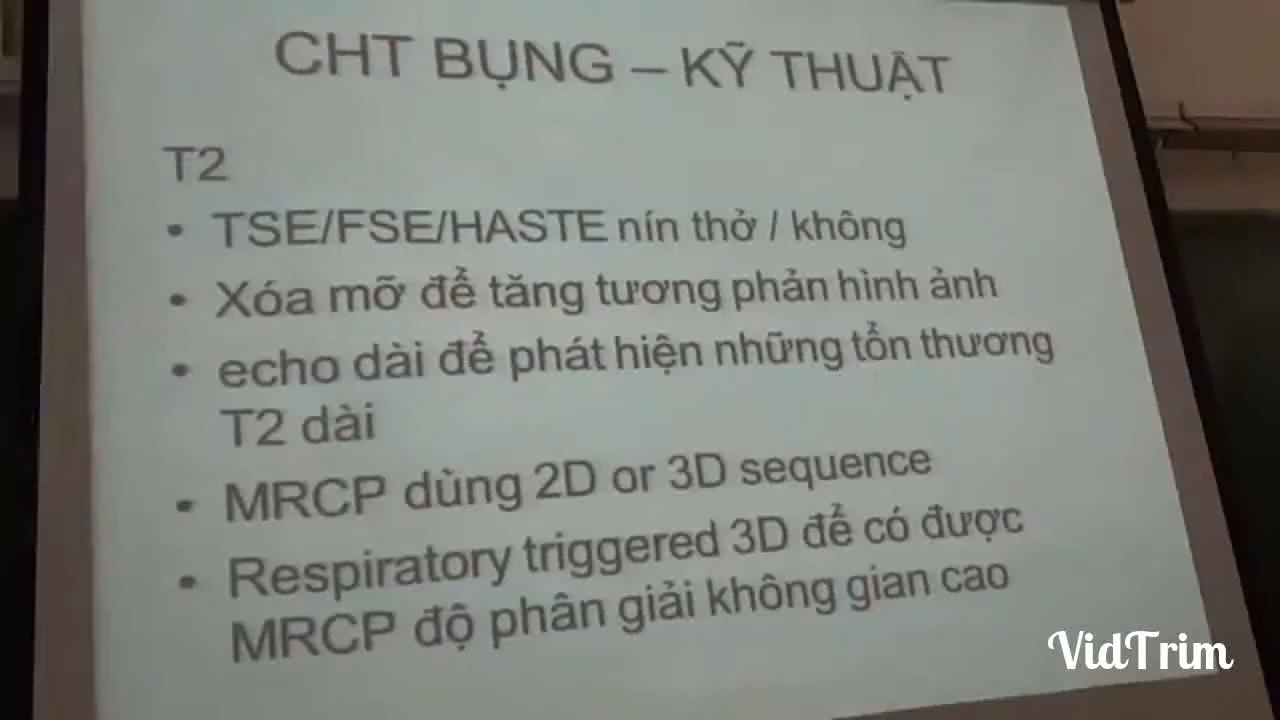 CHT BỤNG – KỸ THUẬT
T2
• TSE/FSE/HASTE nín thở / không
• Xóa mỡ để tăng tương phản hình ảnh
• echo dài để phát hiện những tổn thương
T2 dài
• MRCP dùng 2D or 3D sequence
• Respiratory triggered 3D để có được
MRCP độ phân giải không gian cao
VidTrim